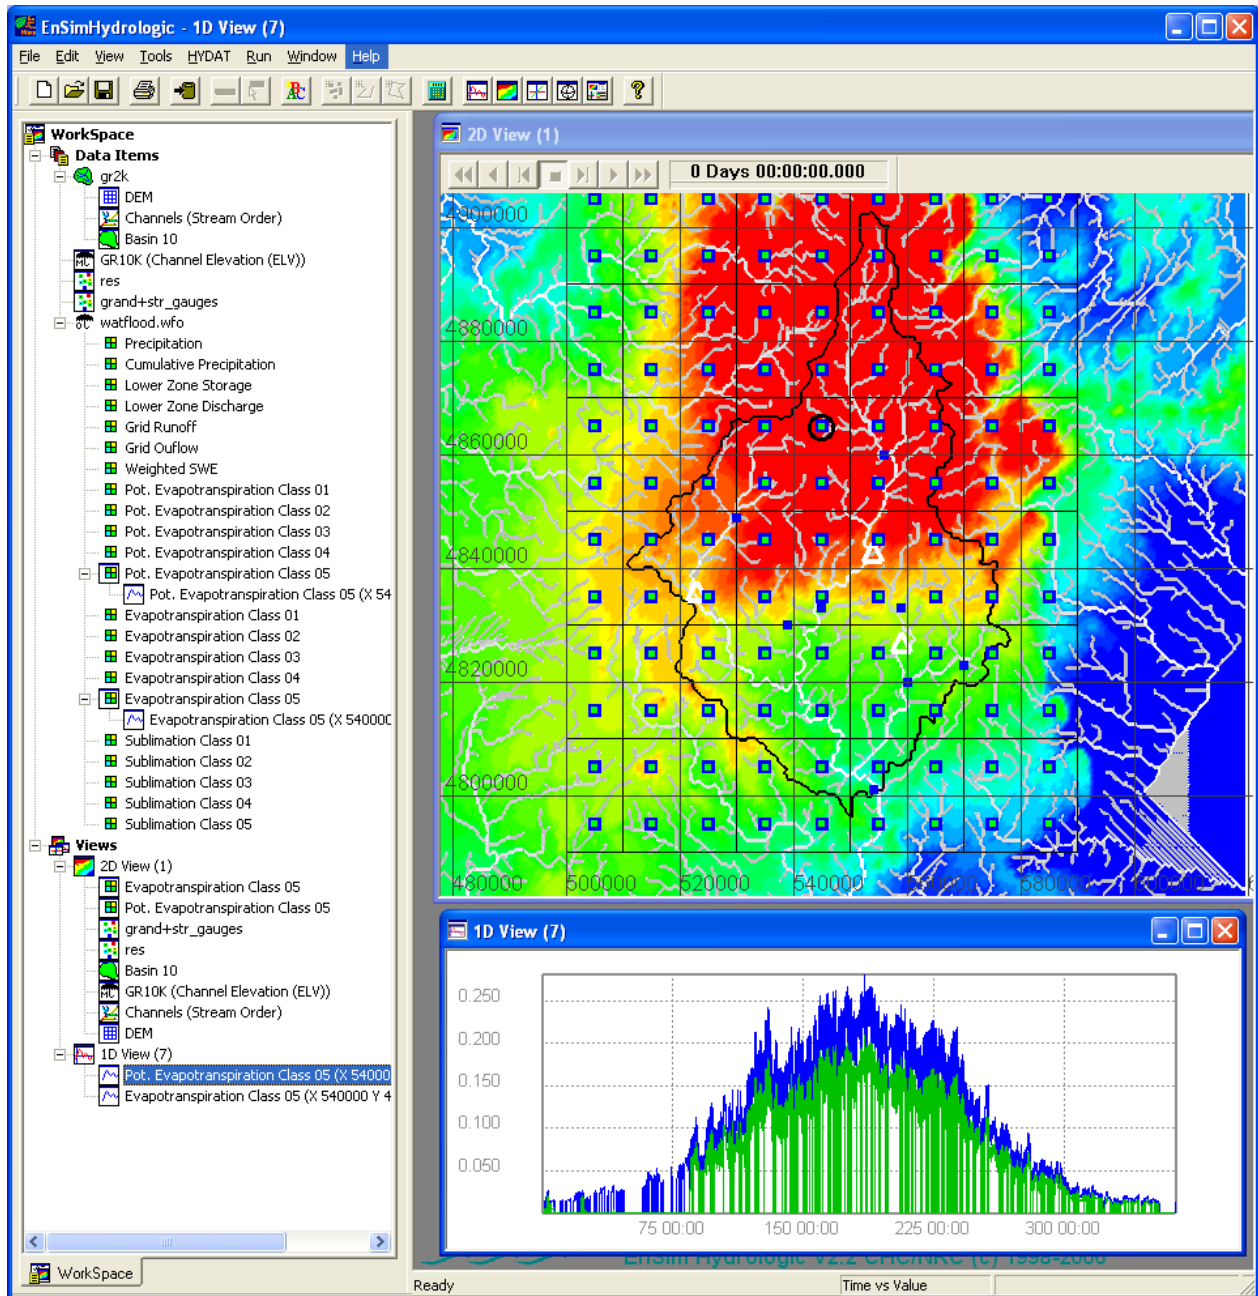 EnSimHydrologic - 1D View (7)
File Edit View Tools HYDAT Run Window Help
WorkSpace
Data Items
gr2k
DEM
Channels (Stream Order)
Basin 10
GR10K (Channel Elevation (ELV))
res
grand+str_gauges
watflood.wfo
Precipitation
Cumulative Precipitation
Lower Zone Storage
Lower Zone Discharge
Grid Runoff
Grid Ouflow
Weighted SWE
Pot. Evapotranspiration Class 01
Pot. Evapotranspiration Class 02
Pot. Evapotranspiration Class 03
Pot. Evapotranspiration Class 04
Pot. Evapotranspiration Class 05
Pot. Evapotranspiration Class 05 (X 54
Evapotranspiration Class 01
Evapotranspiration Class 02
Evapotranspiration Class 03
Evapotranspiration Class 04
Evapotranspiration Class 05
Evapotranspiration Class 05 (X 540000
Sublimation Class 01
Sublimation Class 02
Sublimation Class 03
Sublimation Class 04
Sublimation Class 05
Views
2D View (1)
Evapotranspiration Class 05
Pot. Evapotranspiration Class 05
grand+str_gauges
res
Basin 10
GR10K (Channel Elevation (ELV))
Channels (Stream Order)
DEM
1D View (7)
Pot. Evapotranspiration Class 05 (X 54000
Evapotranspiration Class 05 (X 540000 Y 4
WorkSpace
2D View (1)
0 Days 00:00:00.000
4900000
4880000
4860000
4840000
4820000
4800000
480000 500000 520000 540000 560000 580000 600000
1D View (7)
0.250
0.200
0.150
0.100
0.050
75 00:00 150 00:00 225 00:00 300 00:00
EnSim Hydrologic V2.2 CHC/NRC (c) 1998-2006
Ready Time vs Value